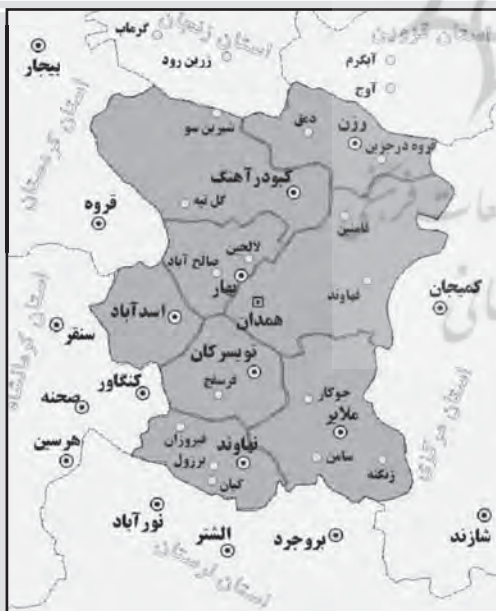 استان قزوین
استان زنجان
گرماب
بیجار
زرین رود
آبگرم
آوج
استان کردستان
شیرین سو
دمق
رزن
قروه درجزین
کبودرآهنگ
گل تپه
قروه
فامنین
لالجین
صالح آباد
بهار
قهاوند
کمیجان
همدان
اسدآباد
سنقر
استان کرمانشاه
تویسرکان
کنگاور
فرسفج
جوکار
صحنه
ملایر
استان مرکزی
فیروزان
نهاوند
سامن
زنگنه
هرسین
برزول
گیان
نورآباد
الشتر
بروجرد
شازند
استان لرستان